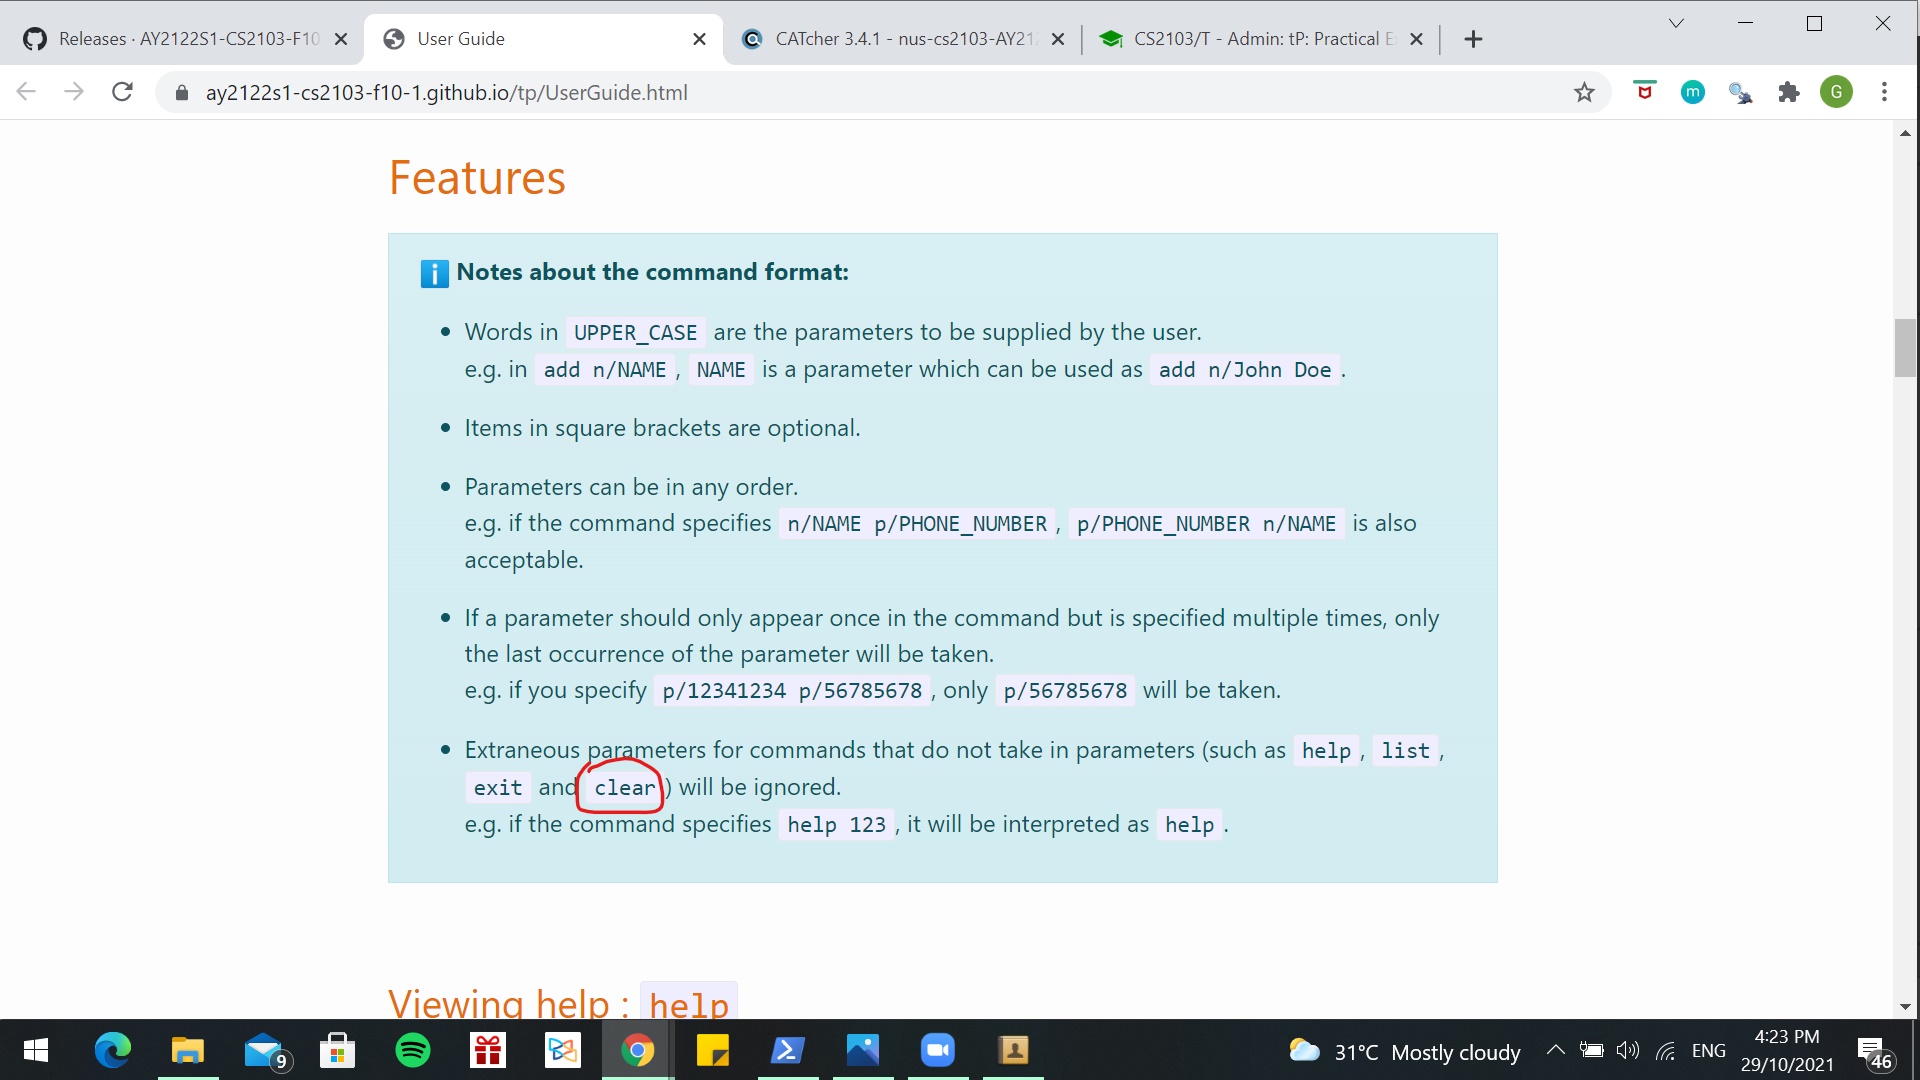 Releases · AY2122S1-CS2103-F10
User Guide
CATcher 3.4.1 - nus-cs2103-AY212
CS2103/T - Admin: tP: Practical E
ay2122s1-cs2103-f10-1.github.io/tp/UserGuide.html
m
G
Features
i Notes about the command format:
• Words in UPPER_CASE are the parameters to be supplied by the user.
e.g. in add n/NAME, NAME is a parameter which can be used as add n/John Doe.
• Items in square brackets are optional.
• Parameters can be in any order.
e.g. if the command specifies n/NAME p/PHONE_NUMBER, p/PHONE_NUMBER n/NAME is also
acceptable.
• If a parameter should only appear once in the command but is specified multiple times, only
the last occurrence of the parameter will be taken.
e.g. if you specify p/12341234 p/56785678, only p/56785678 will be taken.
• Extraneous parameters for commands that do not take in parameters (such as help, list,
exit and clear) will be ignored.
e.g. if the command specifies help 123, it will be interpreted as help.
Viewing help : help
9
31°C Mostly cloudy
ENG
4:23 PM
29/10/2021
46